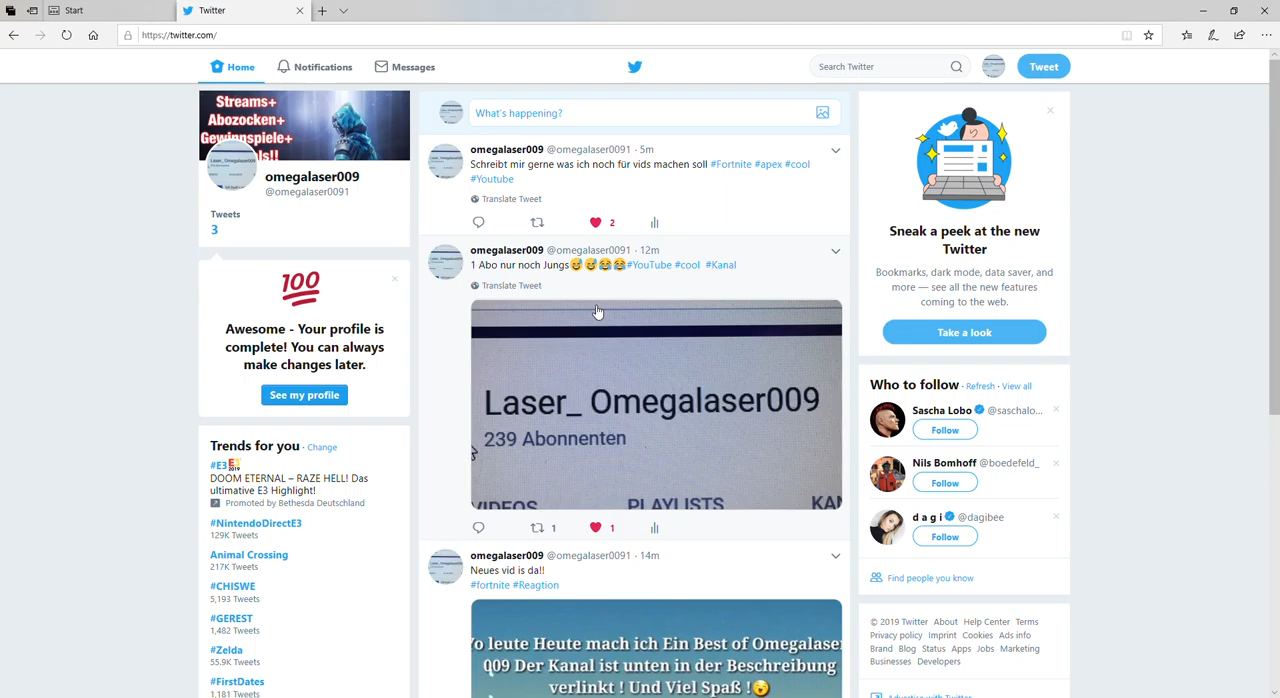 Start
Twitter
https://twitter.com/
Home
Notifications
Messages
Search Twitter
Tweet
Streams+
Abozocken+
Gewinnspiele+
omegalaser009
@omegalaser0091
Tweets
3
100
Awesome - Your profile is
complete! You can always
make changes later.
See my profile
Trends for you · Change
#E3
DOOM ETERNAL – RAZE HELL! Das
ultimative E3 Highlight!
Promoted by Bethesda Deutschland
#NintendoDirectE3
129K Tweets
Animal Crossing
217K Tweets
#CHISWE
5,193 Tweets
#GEREST
1,482 Tweets
#Zelda
55.9K Tweets
#FirstDates
1,181 Tweets
What's happening?
omegalaser009 @omegalaser0091 · 5m
Schreibt mir gerne was ich noch für vids machen soll #Fortnite #apex #cool
#Youtube
Translate Tweet
2
omegalaser009 @omegalaser0091 · 12m
1 Abo nur noch Jungs😅😅😂😂#YouTube #cool #Kanal
Translate Tweet
Laser_ Omegalaser009
239 Abonnenten
VIDEOS PLAYLISTS KAN
1 1
omegalaser009 @omegalaser0091 · 14m
Neues vid is da!!
#fortnite #Reagtion
Yo leute Heute mach ich Ein Best of Omegalaser
009 Der Kanal ist unten in der Beschreibung
verlinkt ! Und Viel Spaß !😗
Sneak a peek at the new
Twitter
Bookmarks, dark mode, data saver, and
more — see all the new features
coming to the web.
Take a look
Who to follow · Refresh · View all
Sascha Lobo @saschalo...
Follow
Nils Bomhoff @boedefeld_
Follow
d a g i @dagibee
Follow
Find people you know
© 2019 Twitter About Help Center Terms
Privacy policy Imprint Cookies Ads info
Brand Blog Status Apps Jobs Marketing
Businesses Developers
Advertise with Twitter